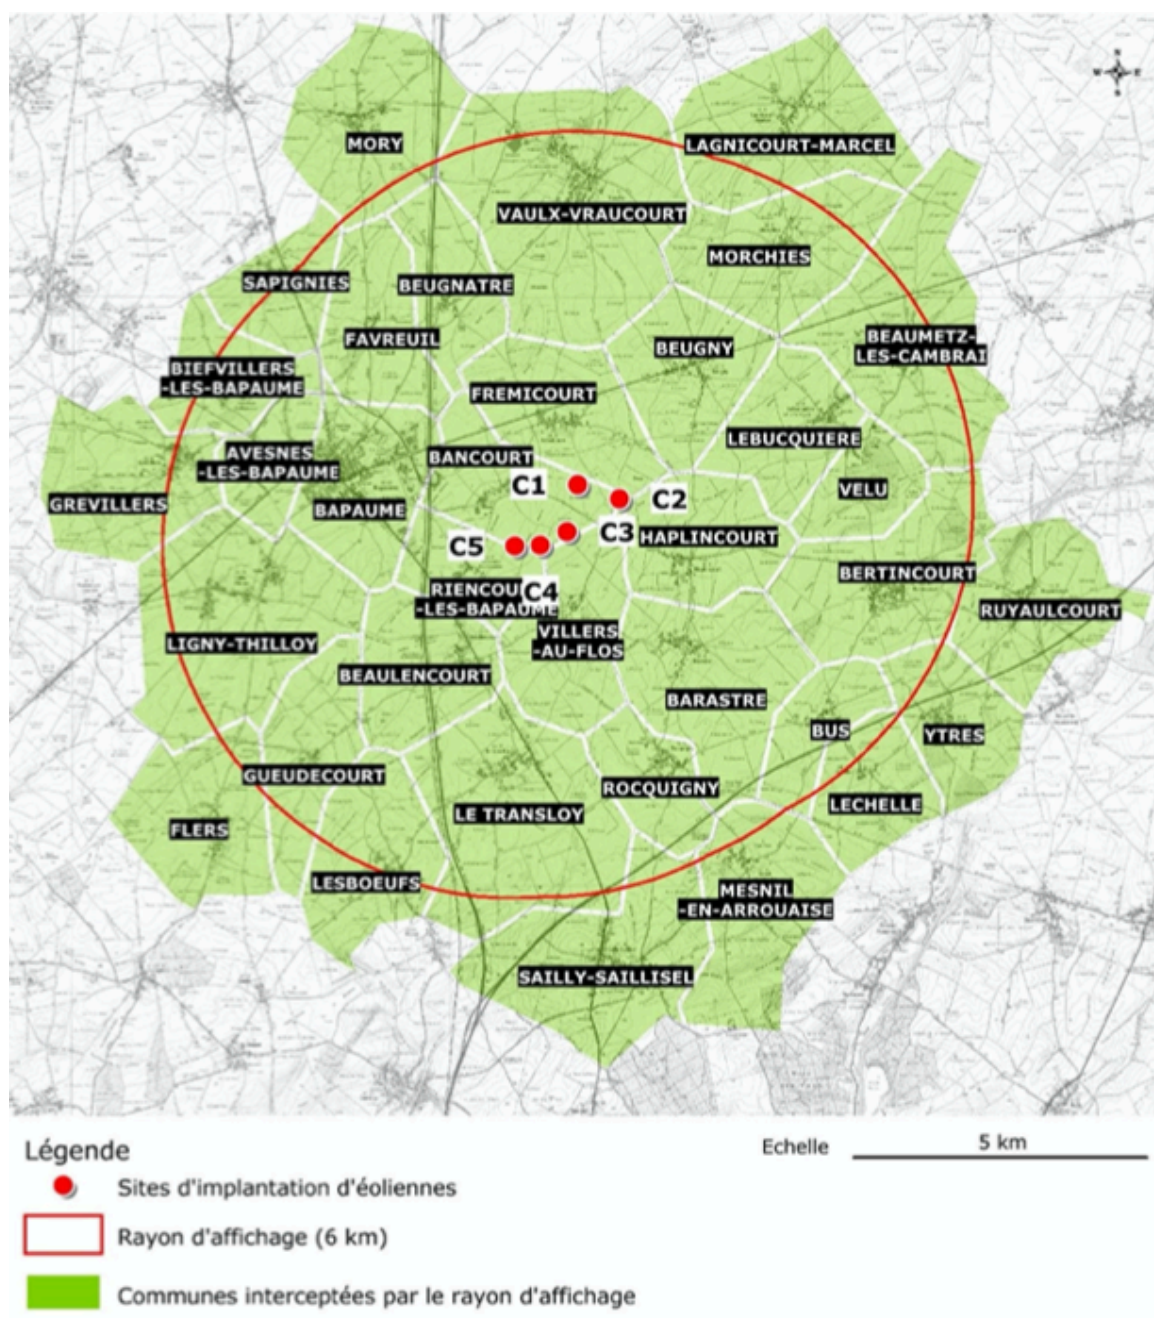 N
W E
S
MORY
LAGNICOURT-MARCEL
VAULX-VRAUCOURT
MORCHIES
SAPIGNIES
BEUGNATRE
FAVREUIL
BEUGNY
BEAUMETZ-
LES-CAMBRAI
BIEFVILLERS
-LES-BAPAUME
FREMICOURT
LEBUCQUIERE
AVESNES
-LES-BAPAUME
BANCOURT
C1
C2
VELU
GREVILLERS
BAPAUME
C3
HAPLINCOURT
C5
BERTINCOURT
RIENCOU
-LES-BAPAUME
C4
RUYAULCOURT
VILLERS
-AU-FLOS
LIGNY-THILLOY
BEAULENCOURT
BARASTRE
BUS
YTRES
GUEUDECOURT
ROCQUIGNY
LECHELLE
LE TRANSLOY
FLERS
LESBOEUFS
MESNIL
-EN-ARROUAISE
SAILLY-SAILLISEL
Légende
Echelle
5 km
Sites d'implantation d'éoliennes
Rayon d'affichage (6 km)
Communes interceptées par le rayon d'affichage